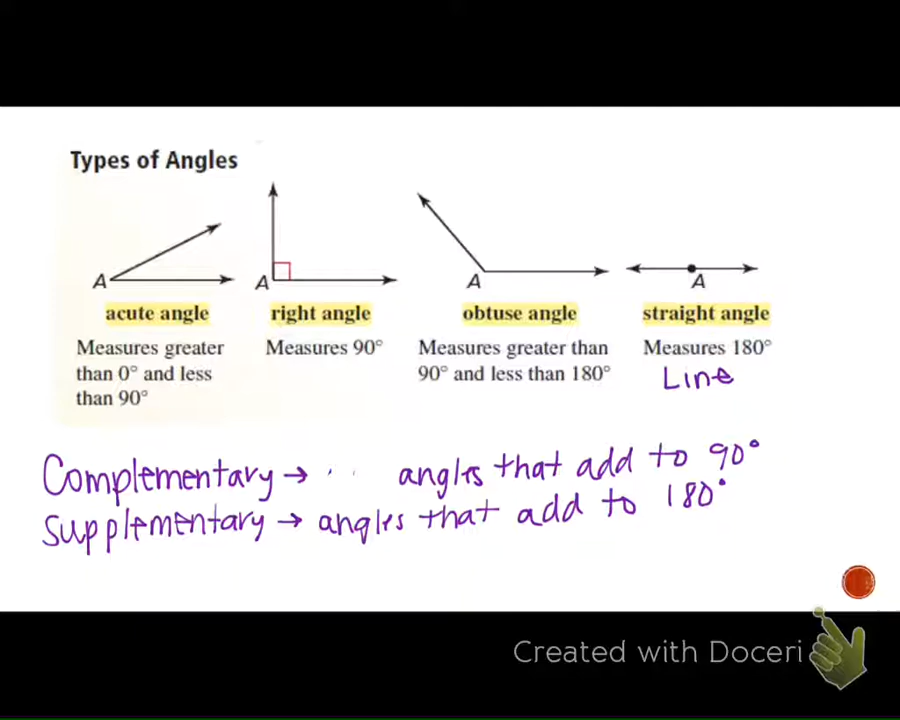 Types of Angles
A
A
A
A
acute angle
right angle
obtuse angle
straight angle
Measures greater
than 0° and less
than 90°
Measures 90°
Measures greater than
90° and less than 180°
Measures 180°
Line
Complementary → angles that add to 90°
Supplementary → angles that add to 180°
Created with Doceri